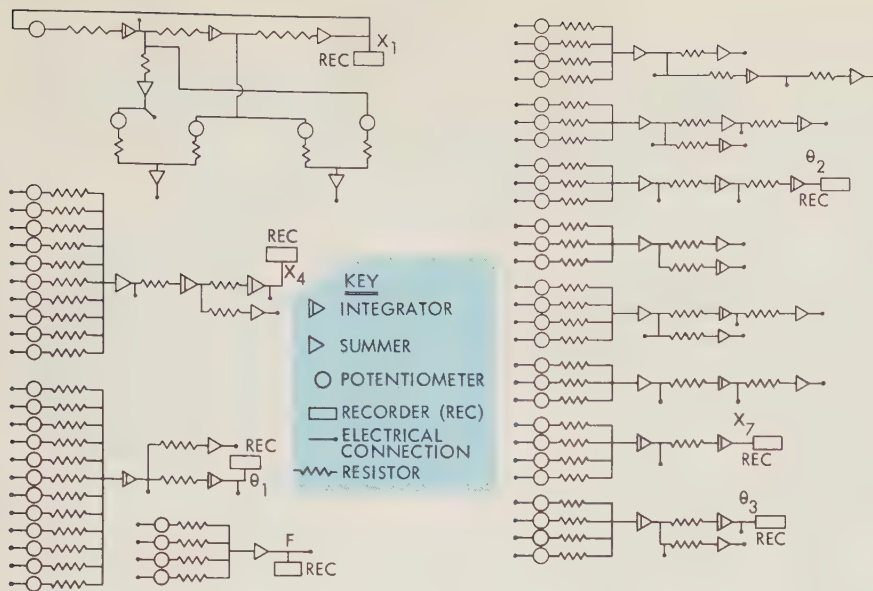 X1
REC
REC
X4
REC
θ1
F
REC
KEY
INTEGRATOR
SUMMER
POTENTIOMETER
RECORDER (REC)
ELECTRICAL
CONNECTION
RESISTOR
θ2
REC
X7
REC
θ3
REC